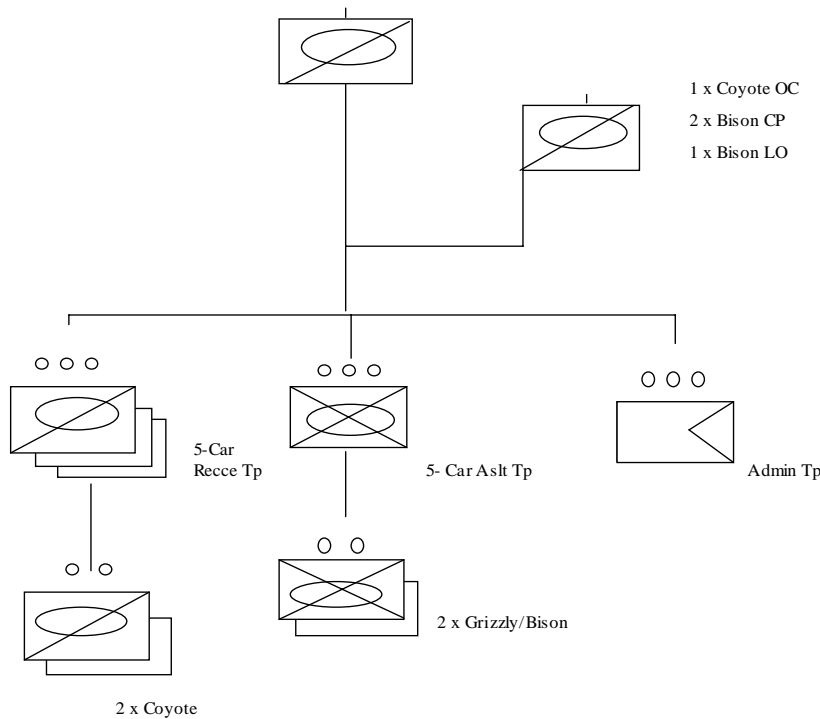 1 x Coyote OC
2 x Bison CP
1 x Bison LO
5-Car
Recce Tp
5- Car Aslt Tp
Admin Tp
2 x Grizzly/Bison
2 x Coyote